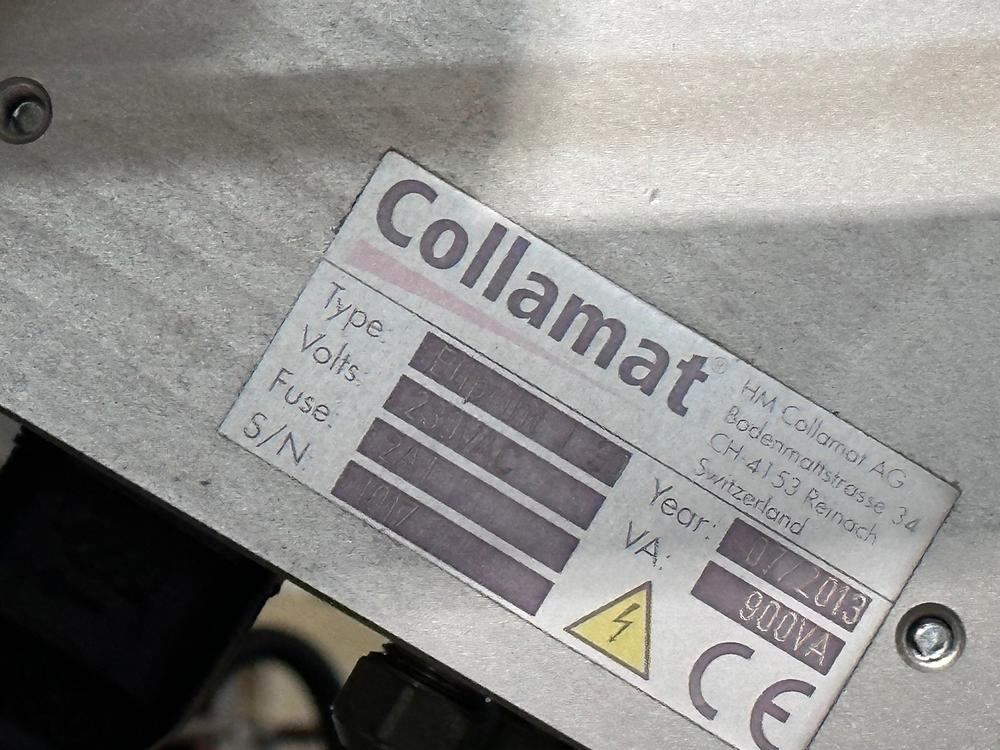 Collamat®
HM Collamat AG
Bodenmattstrasse 34
CH-4153 Reinach
Switzerland
Type:
Volts:
Fuse:
S/N
Year: 07/2013
VA: 900VA
CE